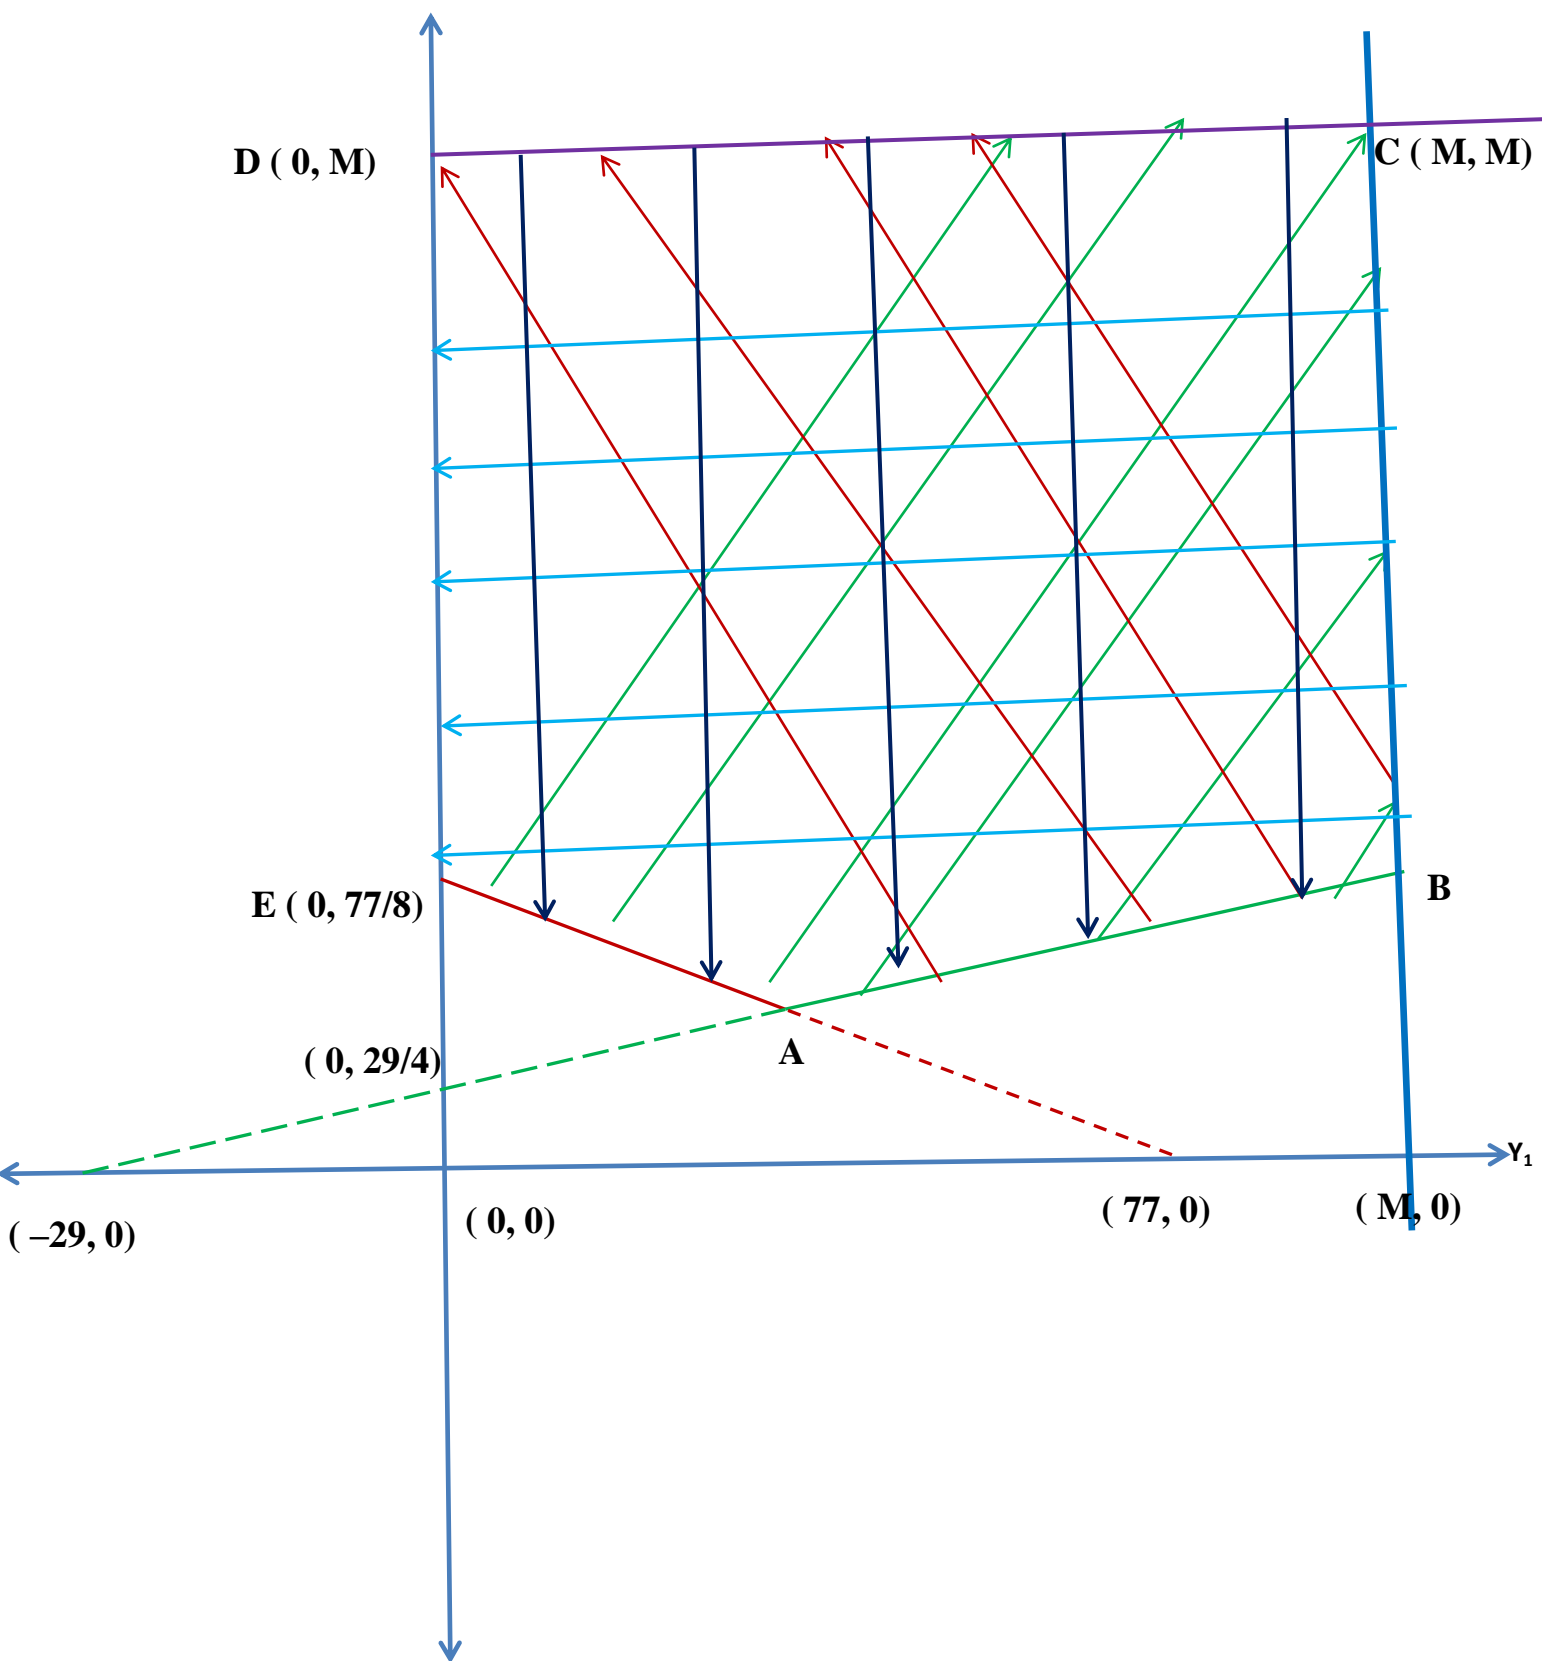 D ( 0, M)
C ( M, M)
E ( 0, 77/8)
B
( 0, 29/4)
A
Y₁
( –29, 0)
( 0, 0)
( 77, 0)
( M, 0)